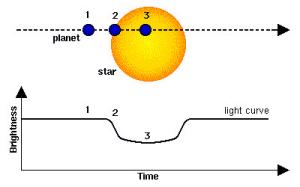 1 2 3
planet
star
1 2
light curve
3
Brightness
Time